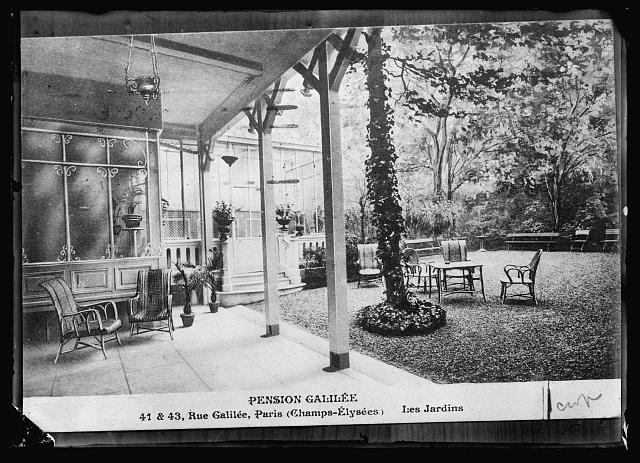 PENSION GALILÉE
41 & 43, Rue Galilée, Paris (Champs-Élysées) Les Jardins